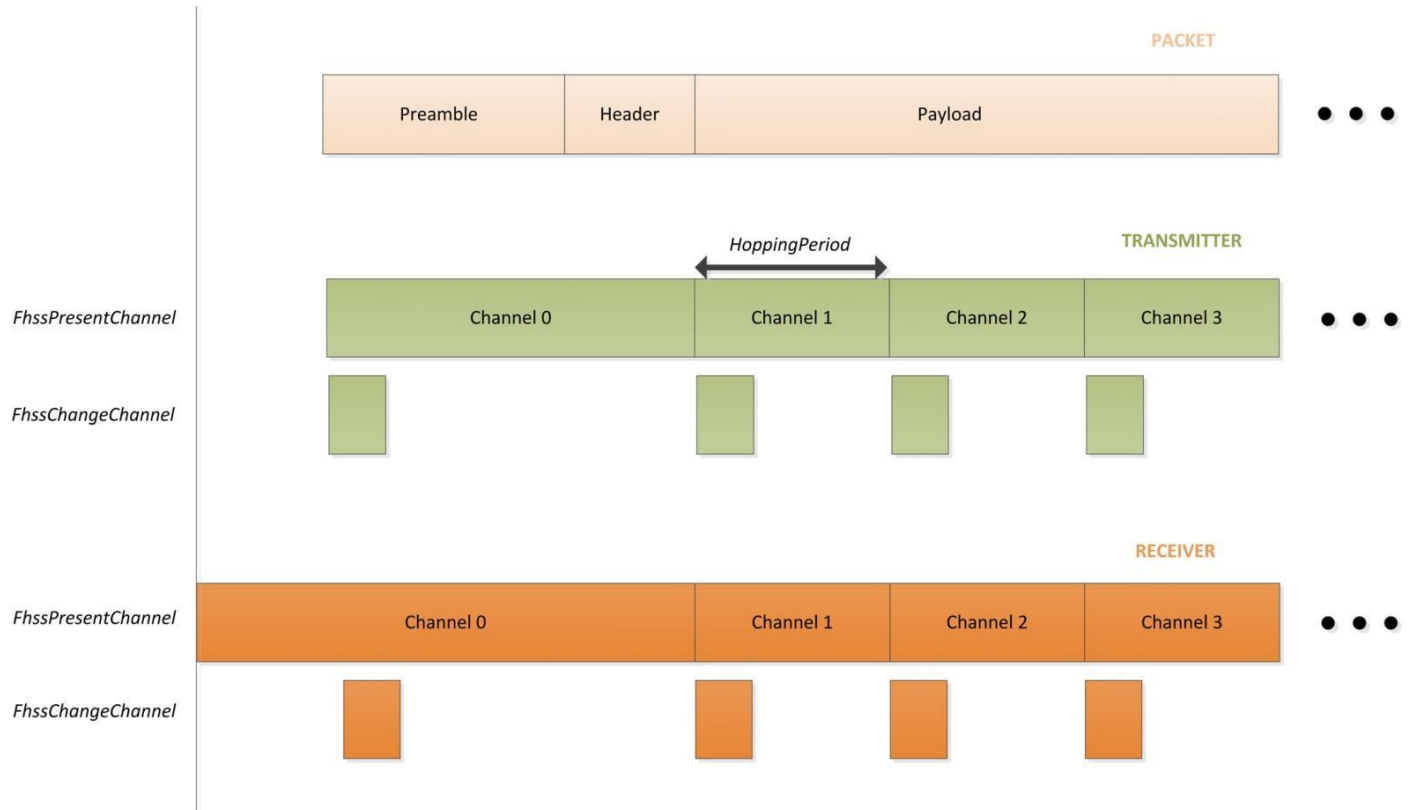 PACKET
Preamble Header Payload
HoppingPeriod
TRANSMITTER
FhssPresentChannel Channel 0 Channel 1 Channel 2 Channel 3
FhssChangeChannel
RECEIVER
FhssPresentChannel Channel 0 Channel 1 Channel 2 Channel 3
FhssChangeChannel